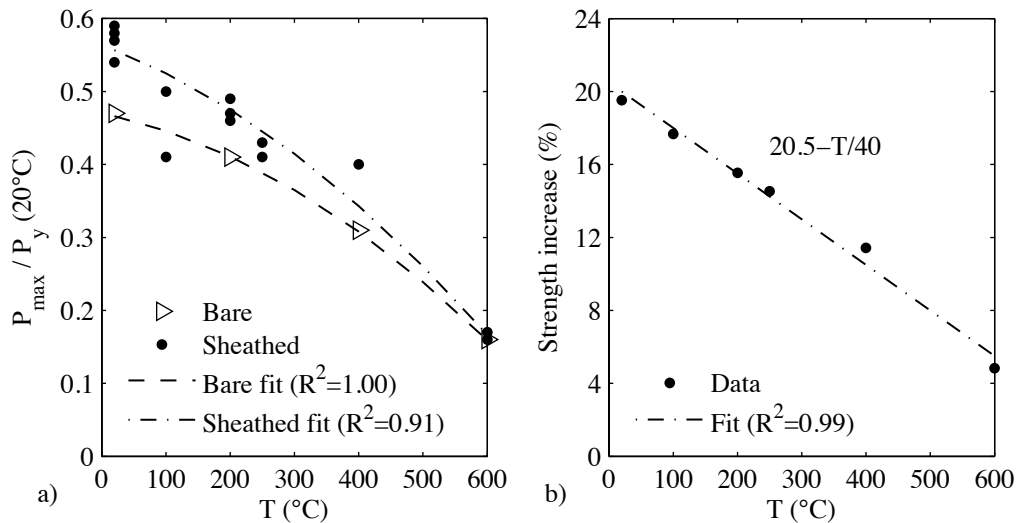 0.6
0.5
0.4
0.3
0.2
0.1
0
P_max / P_y (20°C)
Bare
Sheathed
Bare fit (R²=1.00)
Sheathed fit (R²=0.91)
0 100 200 300 400 500 600
T (°C)
a)
24
20
16
12
8
4
0
Strength increase (%)
20.5−T/40
Data
Fit (R²=0.99)
0 100 200 300 400 500 600
T (°C)
b)